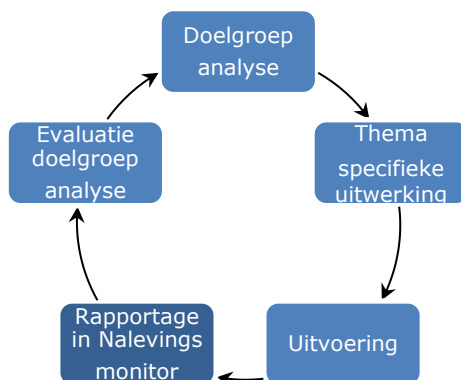 Doelgroep
analyse
Thema
specifieke
uitwerking
Uitvoering
Rapportage
in Nalevings
monitor
Evaluatie
doelgroep
analyse